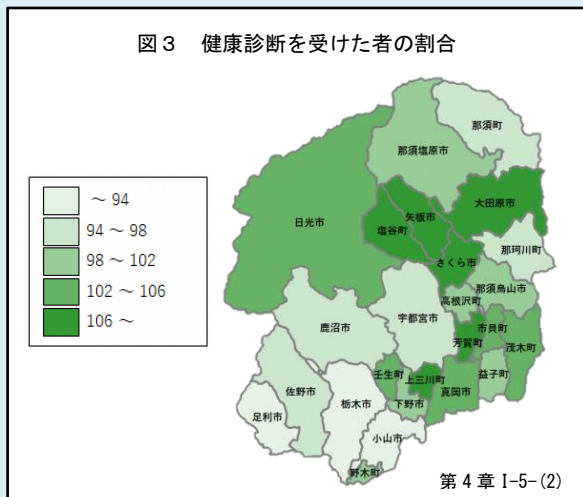 図３　健康診断を受けた者の割合
～ 94
94 ～ 98
98 ～ 102
102 ～ 106
106 ～
那須町
那須塩原市
大田原市
日光市
矢板市
塩谷町
さくら市
那珂川町
那須烏山市
高根沢町
宇都宮市
鹿沼市
市貝町
芳賀町
茂木町
壬生町
上三川町
益子町
真岡市
下野市
佐野市
栃木市
足利市
小山市
野木町
第４章 Ⅰ-5-(2)